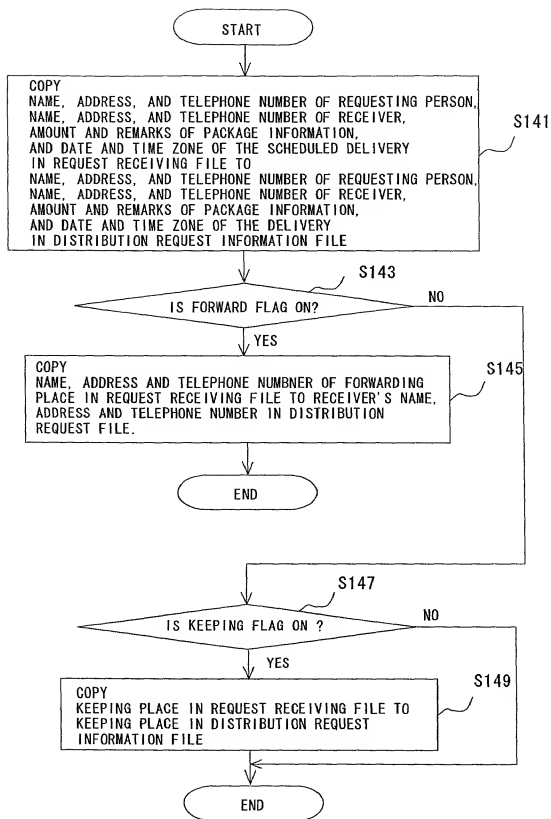 START
COPY
NAME, ADDRESS, AND TELEPHONE NUMBER OF REQUESTING PERSON,
NAME, ADDRESS, AND TELEPHONE NUMBER OF RECEIVER,
AMOUNT AND REMARKS OF PACKAGE INFORMATION,
AND DATE AND TIME ZONE OF THE SCHEDULED DELIVERY
IN REQUEST RECEIVING FILE TO
NAME, ADDRESS, AND TELEPHONE NUMBER OF REQUESTING PERSON,
NAME, ADDRESS, AND TELEPHONE NUMBER OF RECEIVER,
AMOUNT AND REMARKS OF PACKAGE INFORMATION,
AND DATE AND TIME ZONE OF THE DELIVERY
IN DISTRIBUTION REQUEST INFORMATION FILE
S141
S143
IS FORWARD FLAG ON?
NO
YES
COPY
NAME, ADDRESS AND TELEPHONE NUMBNER OF FORWARDING
PLACE IN REQUEST RECEIVING FILE TO RECEIVER'S NAME,
ADDRESS AND TELEPHONE NUMBER IN DISTRIBUTION
REQUEST FILE.
S145
END
S147
IS KEEPING FLAG ON ?
NO
YES
COPY
KEEPING PLACE IN REQUEST RECEIVING FILE TO
KEEPING PLACE IN DISTRIBUTION REQUEST
INFORMATION FILE
S149
END